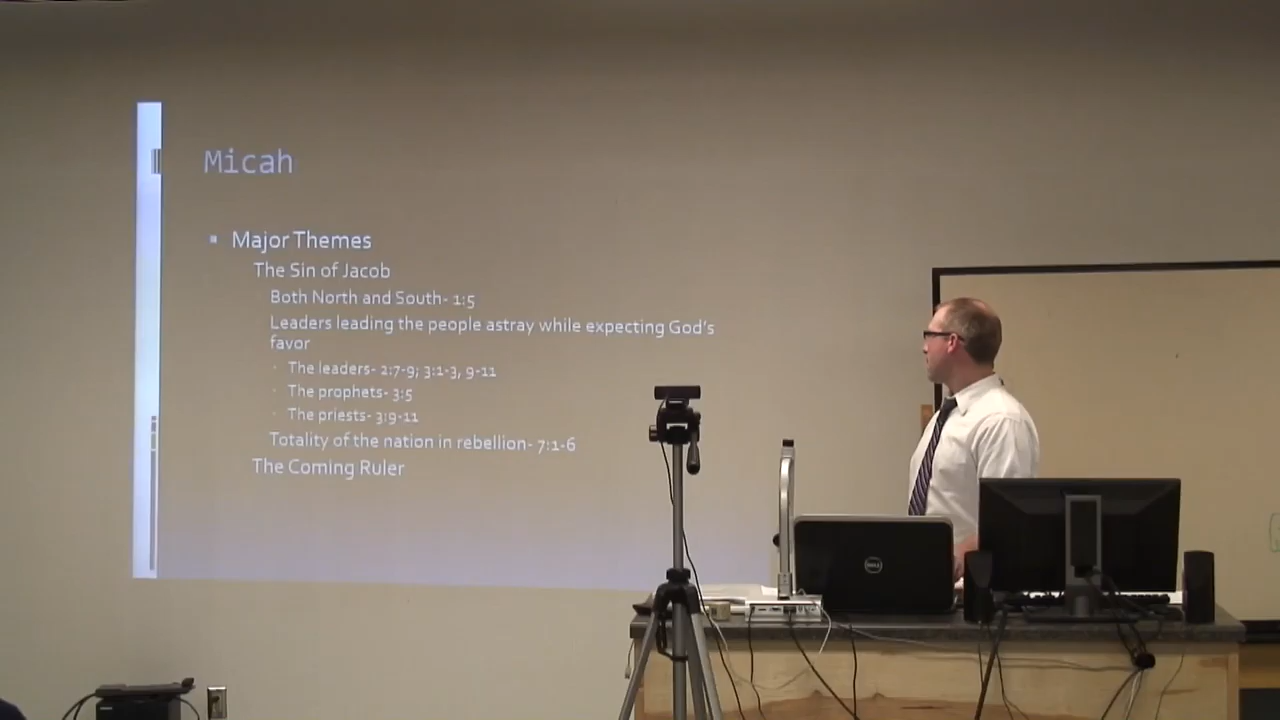 Micah
Major Themes
The Sin of Jacob
Both North and South- 1:5
Leaders leading the people astray while expecting God's
favor
The leaders- 2:7-9; 3:1-3, 9-11
The prophets- 3:5
The priests- 3:9-11
Totality of the nation in rebellion- 7:1-6
The Coming Ruler
DELL